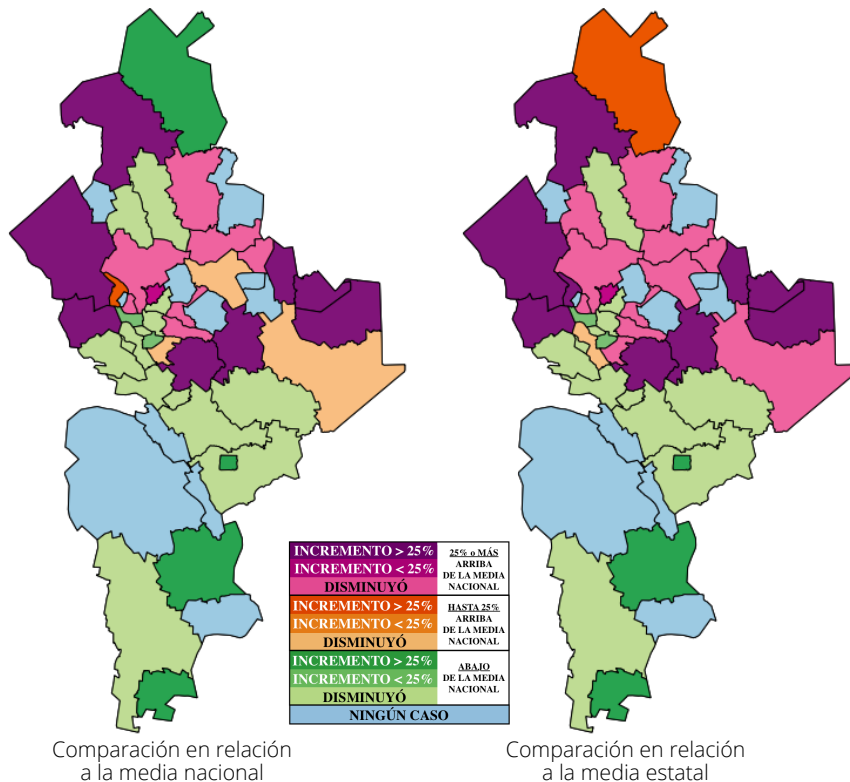 INCREMENTO > 25%
INCREMENTO < 25%
DISMINUYÓ
25% o MÁS
ARRIBA
DE LA MEDIA
NACIONAL
INCREMENTO > 25%
INCREMENTO < 25%
DISMINUYÓ
HASTA 25%
ARRIBA
DE LA MEDIA
NACIONAL
INCREMENTO > 25%
INCREMENTO < 25%
DISMINUYÓ
ABAJO
DE LA MEDIA
NACIONAL
NINGÚN CASO
Comparación en relación
a la media nacional
Comparación en relación
a la media estatal